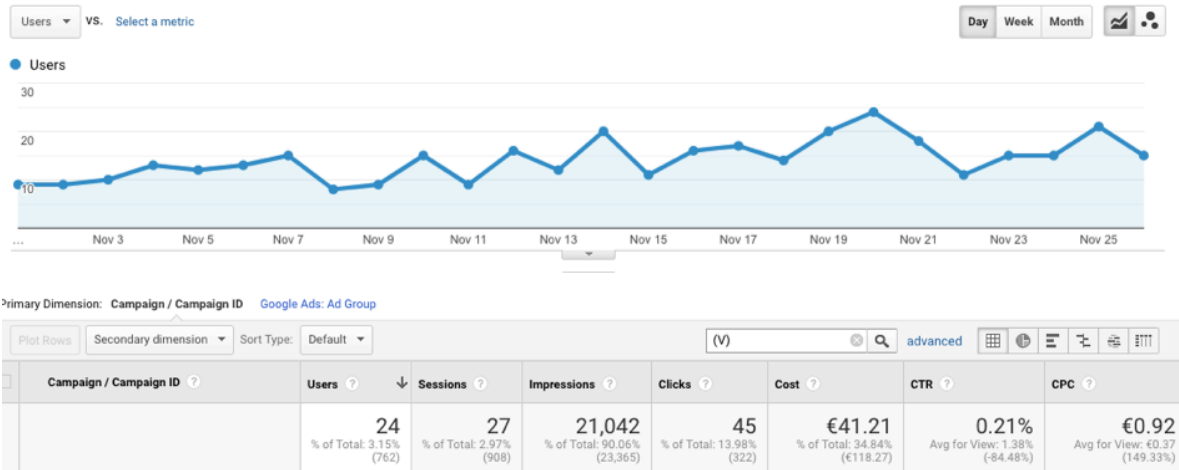 Users VS. Select a metric Day Week Month
Users
30
20
10
... Nov 3 Nov 5 Nov 7 Nov 9 Nov 11 Nov 13 Nov 15 Nov 17 Nov 19 Nov 21 Nov 23 Nov 25
Primary Dimension: Campaign / Campaign ID Google Ads: Ad Group
Plot Rows Secondary dimension Sort Type: Default (V) advanced
Campaign / Campaign ID ? Users ? Sessions ? Impressions ? Clicks ? Cost ? CTR ? CPC ?
24 27 21,042 45 €41.21 0.21% €0.92
% of Total: 3.15% % of Total: 2.97% % of Total: 90.06% % of Total: 13.98% % of Total: 34.84% Avg for View: 1.38% Avg for View: €0.37
(762) (908) (23,365) (322) (€118.27) (-84.48%) (149.33%)